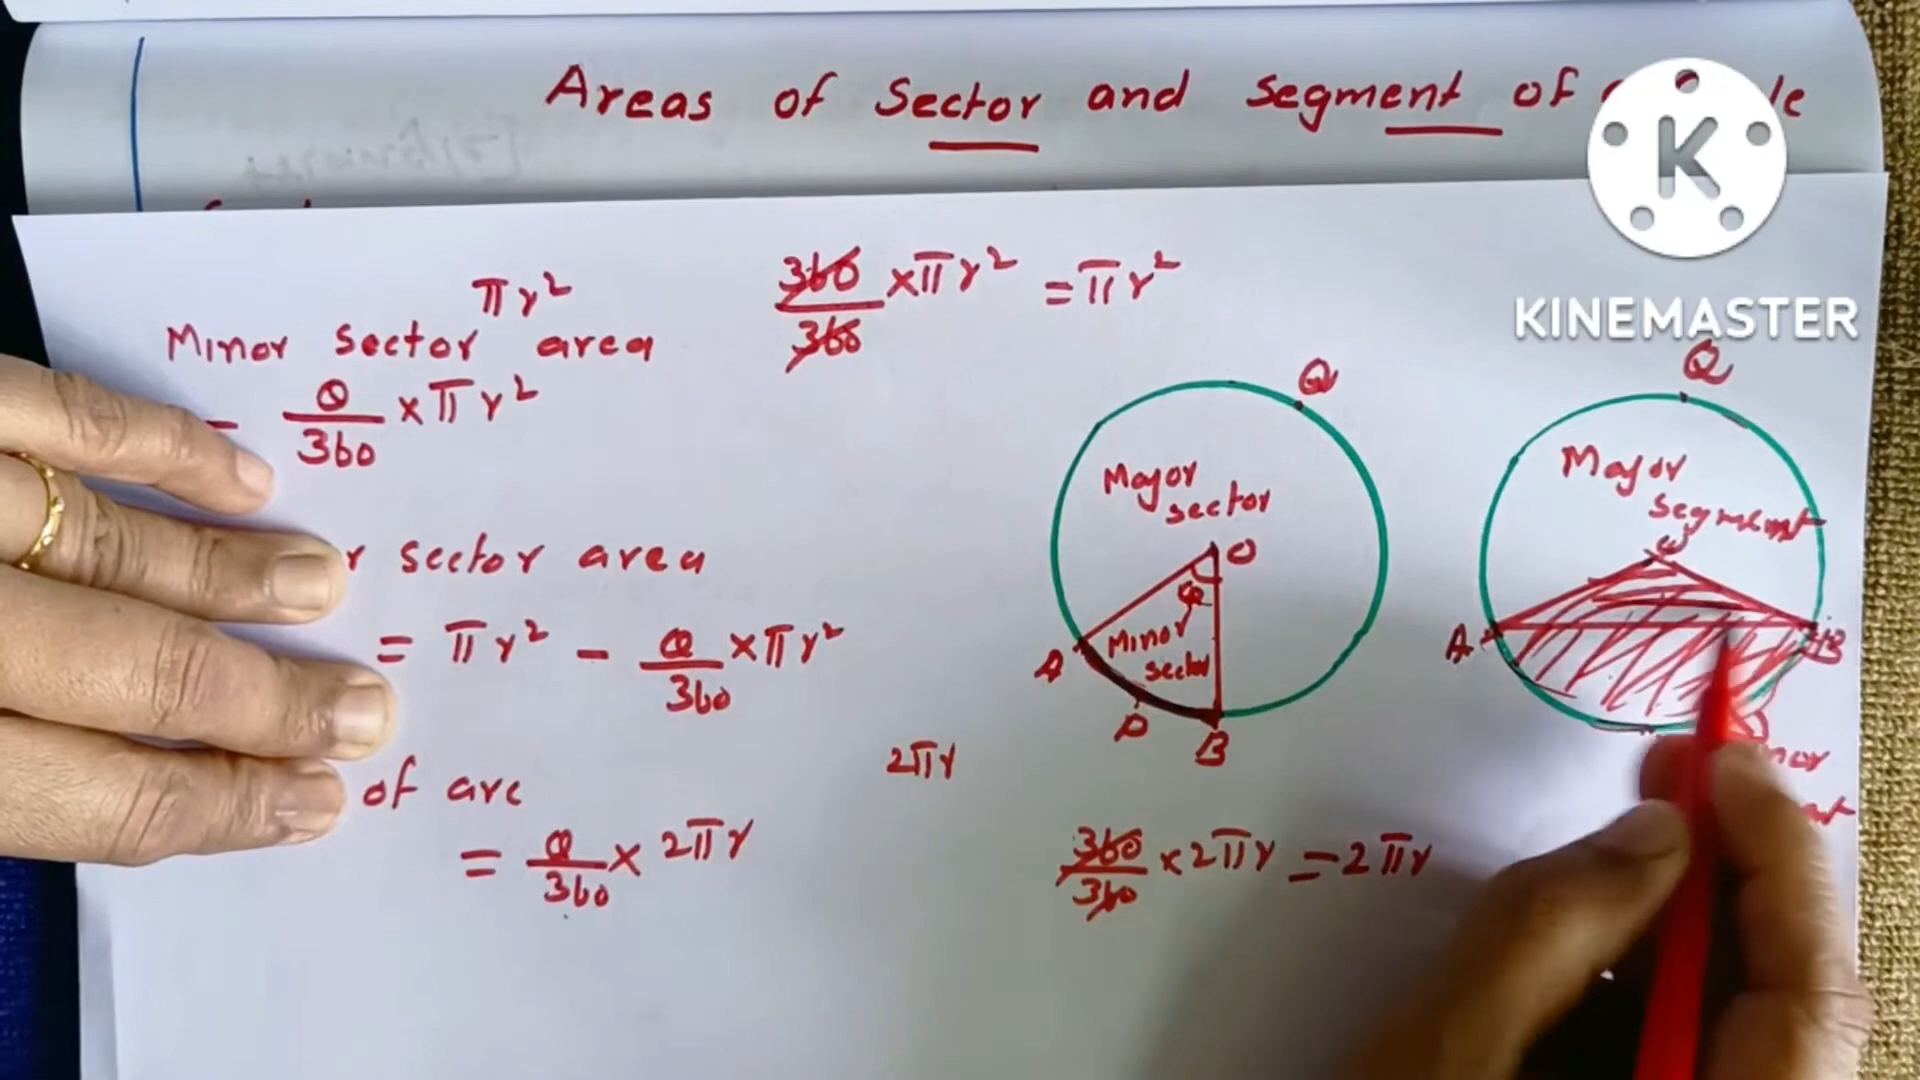 Areas of Sector and Segment of
KINEMASTER
πr² 360/360 × πr² = πr²
Minor sector area
= θ/360 × πr²
r sector area
= πr² - θ/360 × πr²
of arc 2πr
= θ/360 × 2πr
360/360 × 2πr = 2πr
Q
Major
sector
O
θ
Minor
sector
A
P
B
Q
Major
segment
O
A
B
nor